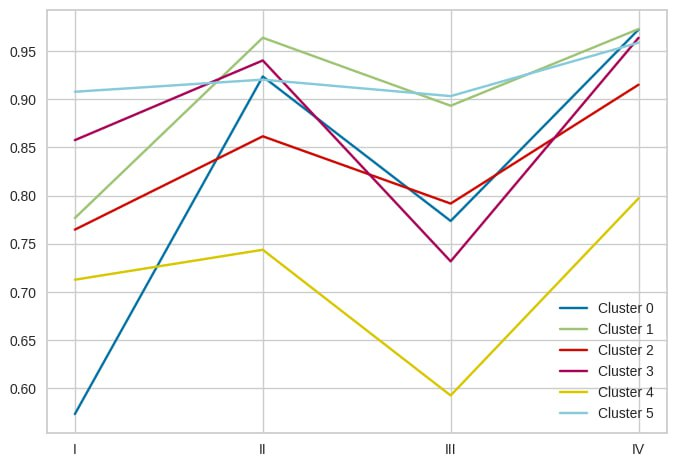 0.95
0.90
0.85
0.80
0.75
0.70
0.65
0.60
Cluster 0
Cluster 1
Cluster 2
Cluster 3
Cluster 4
Cluster 5
I II III IV